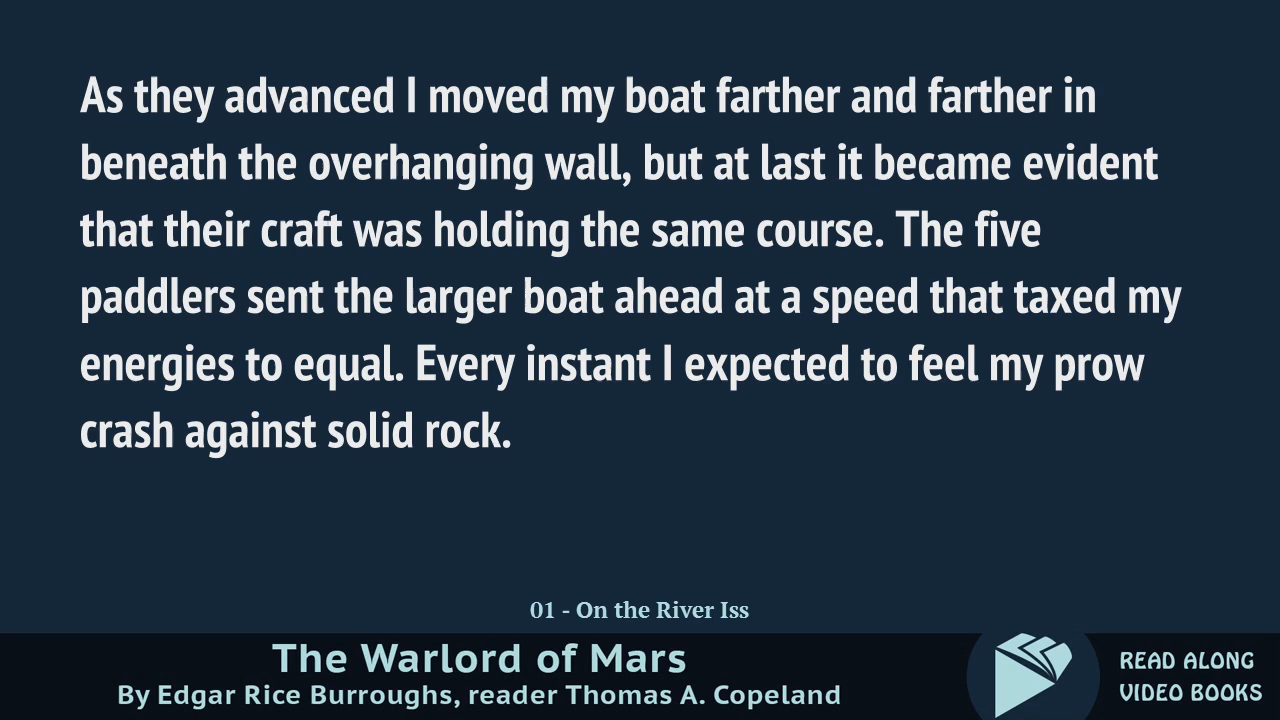 As they advanced I moved my boat farther and farther in
beneath the overhanging wall, but at last it became evident
that their craft was holding the same course. The five
paddlers sent the larger boat ahead at a speed that taxed my
energies to equal. Every instant I expected to feel my prow
crash against solid rock.
01 - On the River Iss
The Warlord of Mars
By Edgar Rice Burroughs, reader Thomas A. Copeland
READ ALONG
VIDEO BOOKS